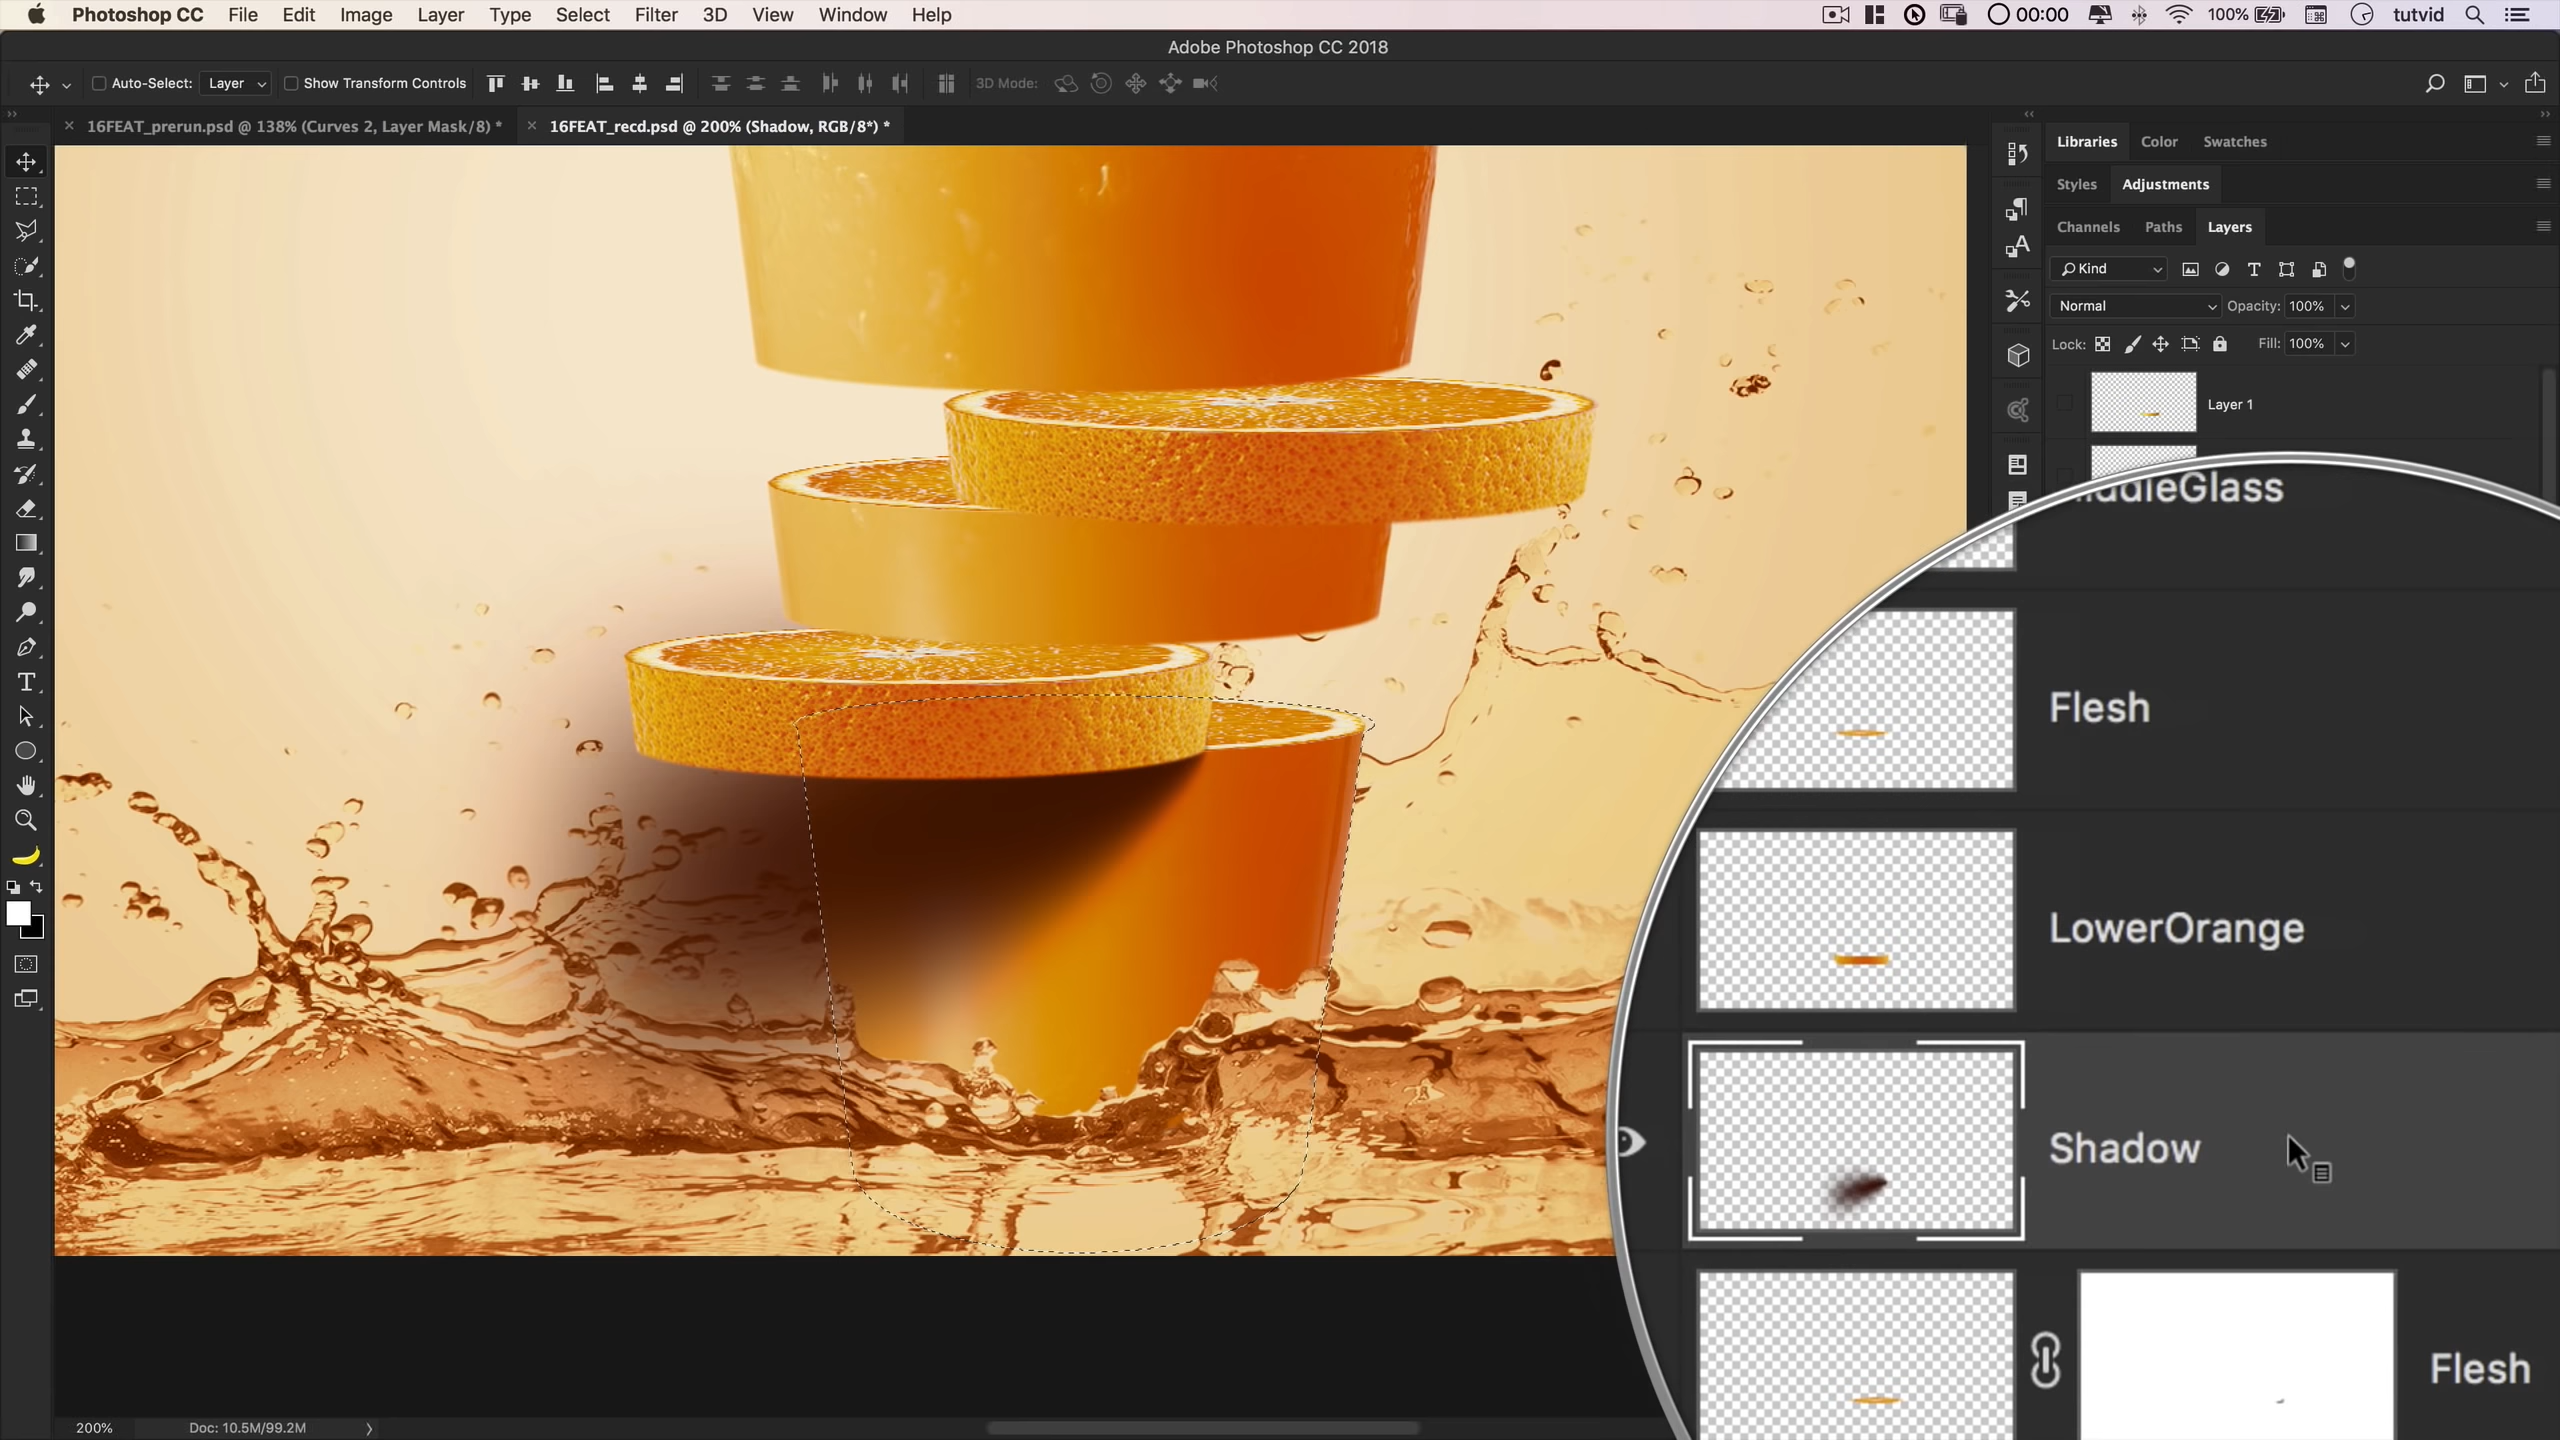 Photoshop CC File Edit Image Layer Type Select Filter 3D View Window Help 00:00 100% tutvid
Adobe Photoshop CC 2018
Auto-Select: Layer Show Transform Controls 3D Mode:
16FEAT_prerun.psd @ 138% (Curves 2, Layer Mask/8) * 16FEAT_recd.psd @ 200% (Shadow, RGB/8*) *
Libraries Color Swatches
Styles Adjustments
Channels Paths Layers
Kind
Normal Opacity: 100%
Lock: Fill: 100%
Layer 1
Flesh
LowerOrange
Shadow
Flesh
200% Doc: 10.5M/99.2M